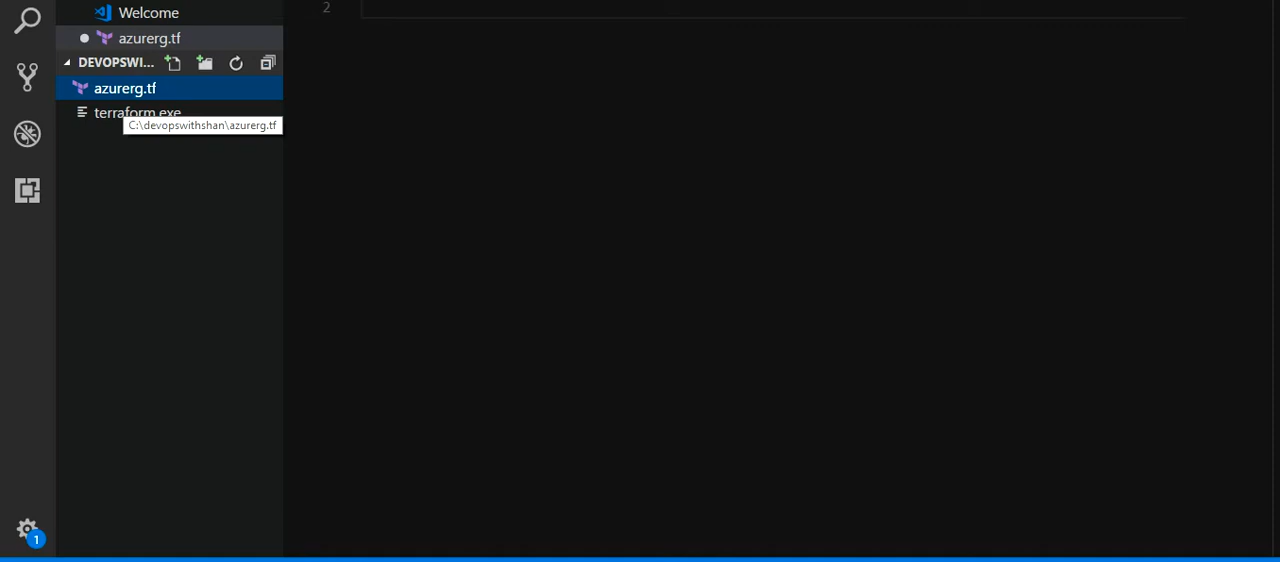 2
Welcome
azurerg.tf
DEVOPSWI...
azurerg.tf
terraform.exe
C:\devopswithshan\azurerg.tf
1